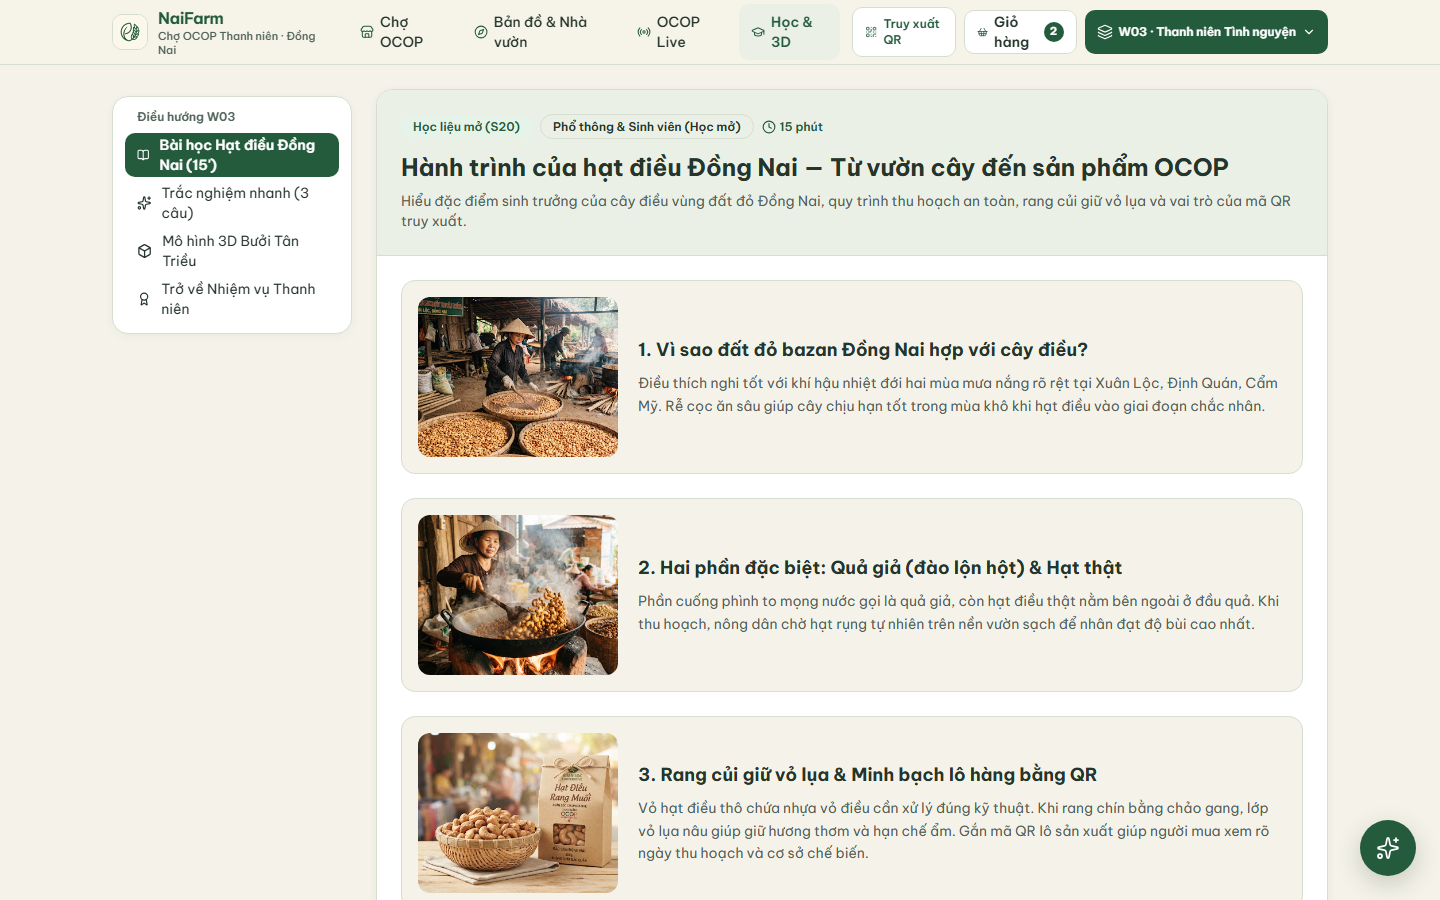 NaiFarm
Chợ OCOP Thanh niên · Đồng
Nai
Chợ
OCOP
Bản đồ & Nhà
vườn
OCOP
Live
Học &
3D
Truy xuất
QR
Giỏ
hàng
2
W03 · Thanh niên Tình nguyện
Điều hướng W03
Bài học Hạt điều Đồng
Nai (15')
Trắc nghiệm nhanh (3
câu)
Mô hình 3D Bưởi Tân
Triều
Trở về Nhiệm vụ Thanh
niên
Học liệu mở (S20)
Phổ thông & Sinh viên (Học mở)
15 phút
Hành trình của hạt điều Đồng Nai — Từ vườn cây đến sản phẩm OCOP
Hiểu đặc điểm sinh trưởng của cây điều vùng đất đỏ Đồng Nai, quy trình thu hoạch an toàn, rang củi giữ vỏ lụa và vai trò của mã QR
truy xuất.
1. Vì sao đất đỏ bazan Đồng Nai hợp với cây điều?
Điều thích nghi tốt với khí hậu nhiệt đới hai mùa mưa nắng rõ rệt tại Xuân Lộc, Định Quán, Cẩm
Mỹ. Rễ cọc ăn sâu giúp cây chịu hạn tốt trong mùa khô khi hạt điều vào giai đoạn chắc nhân.
2. Hai phần đặc biệt: Quả giả (đào lộn hột) & Hạt thật
Phần cuống phình to mọng nước gọi là quả giả, còn hạt điều thật nằm bên ngoài ở đầu quả. Khi
thu hoạch, nông dân chờ hạt rụng tự nhiên trên nền vườn sạch để nhân đạt độ bùi cao nhất.
Hạt Điều
Rang Muối
OCOP
3. Rang củi giữ vỏ lụa & Minh bạch lô hàng bằng QR
Vỏ hạt điều thô chứa nhựa vỏ điều cần xử lý đúng kỹ thuật. Khi rang chín bằng chảo gang, lớp
vỏ lụa nâu giúp giữ hương thơm và hạn chế ẩm. Gắn mã QR lô sản xuất giúp người mua xem rõ
ngày thu hoạch và cơ sở chế biến.